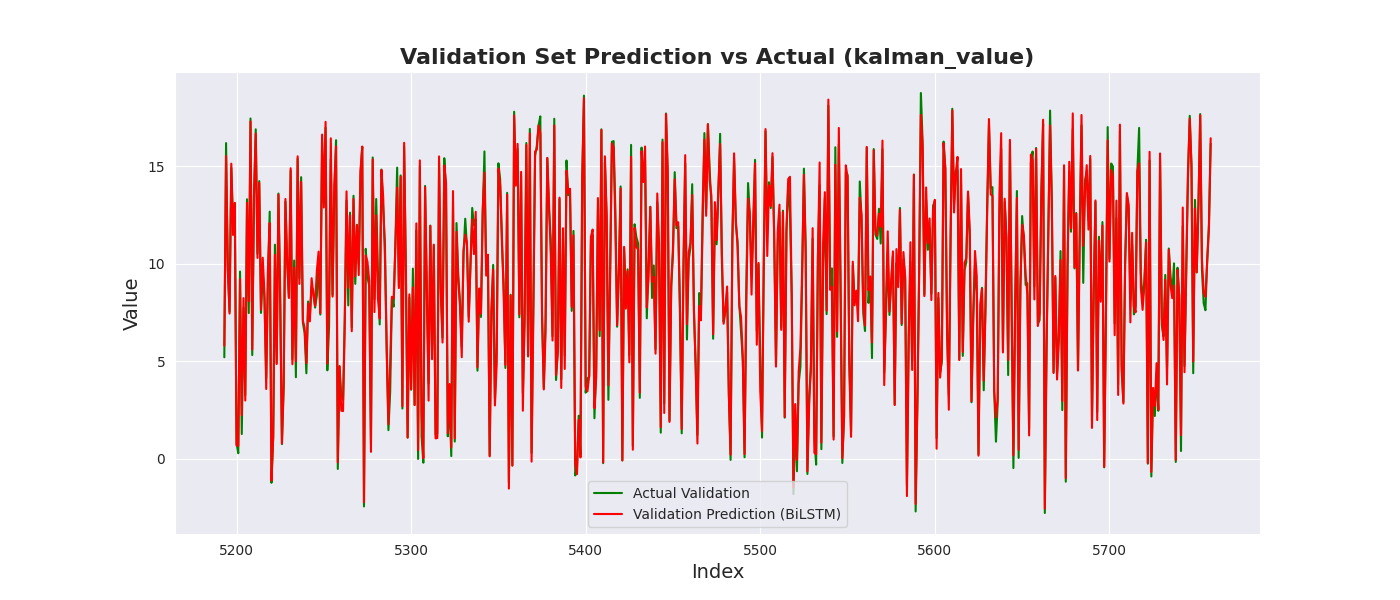 Validation Set Prediction vs Actual (kalman_value)
Value
15
10
5
0
Actual Validation
Validation Prediction (BiLSTM)
5200 5300 5400 5500 5600 5700
Index